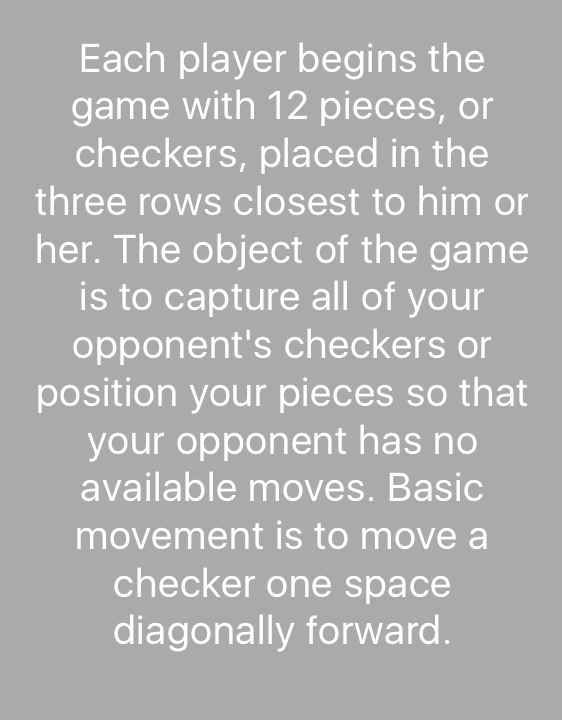 Each player begins the
game with 12 pieces, or
checkers, placed in the
three rows closest to him or
her. The object of the game
is to capture all of your
opponent's checkers or
position your pieces so that
your opponent has no
available moves. Basic
movement is to move a
checker one space
diagonally forward.